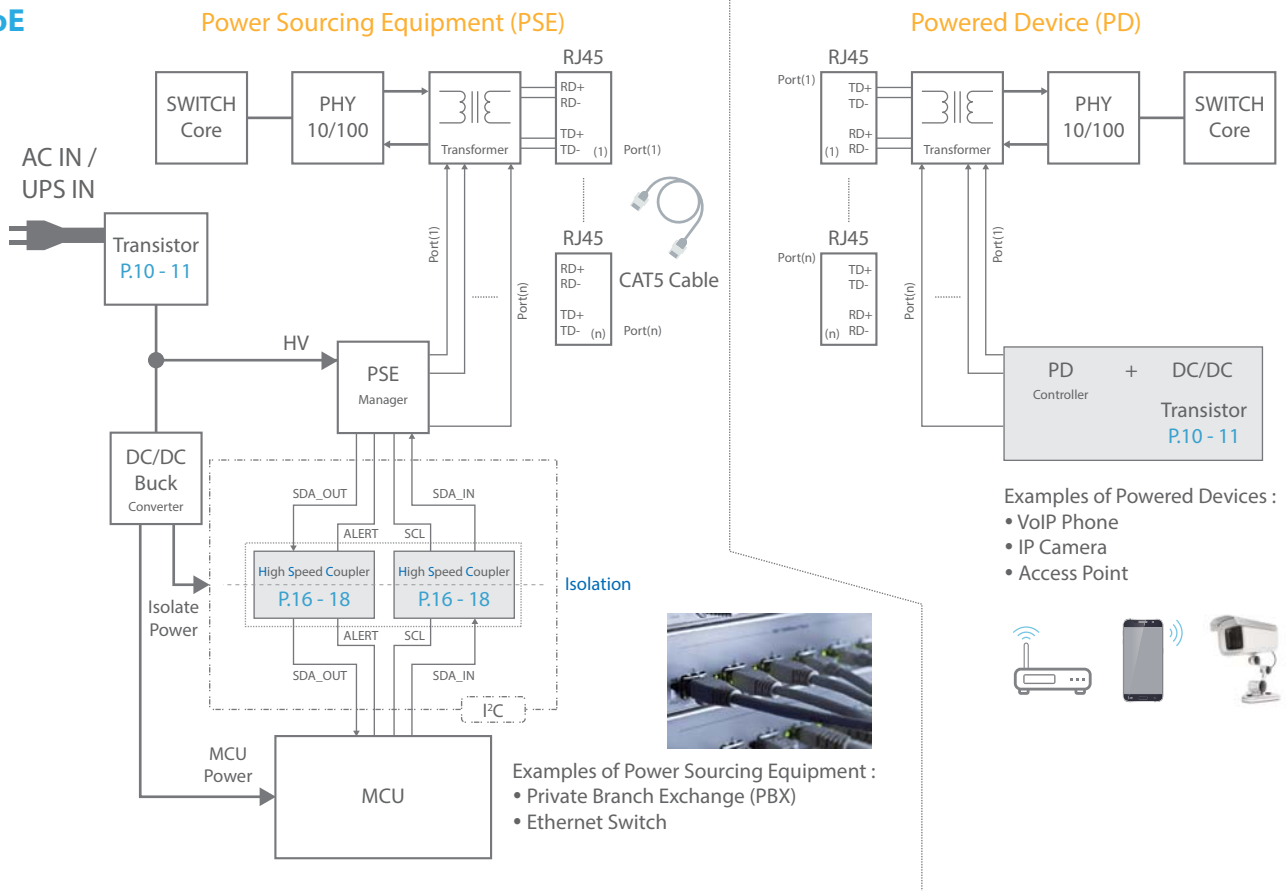 Power Sourcing Equipment (PSE)
SWITCH
Core
PHY
10/100
Transformer
RJ45
RD+
RD-
TD+
TD-
(1)
Port(1)
AC IN /
UPS IN
Transistor
P.10 - 11
Port(1)
Port(n)
RJ45
RD+
RD-
TD+
TD-
(n)
Port(n)
CAT5 Cable
HV
PSE
Manager
DC/DC
Buck
Converter
SDA_OUT
SDA_IN
ALERT
SCL
High Speed Coupler
P.16 - 18
High Speed Coupler
P.16 - 18
Isolation
Isolate
Power
ALERT
SCL
SDA_OUT
SDA_IN
I²C
MCU
Power
MCU
Examples of Power Sourcing Equipment :
• Private Branch Exchange (PBX)
• Ethernet Switch
Powered Device (PD)
RJ45
Port(1)
TD+
TD-
RD+
RD-
(1)
Transformer
PHY
10/100
SWITCH
Core
RJ45
Port(n)
TD+
TD-
RD+
RD-
(n)
Port(n)
Port(1)
PD + DC/DC
Controller
Transistor
P.10 - 11
Examples of Powered Devices :
• VoIP Phone
• IP Camera
• Access Point